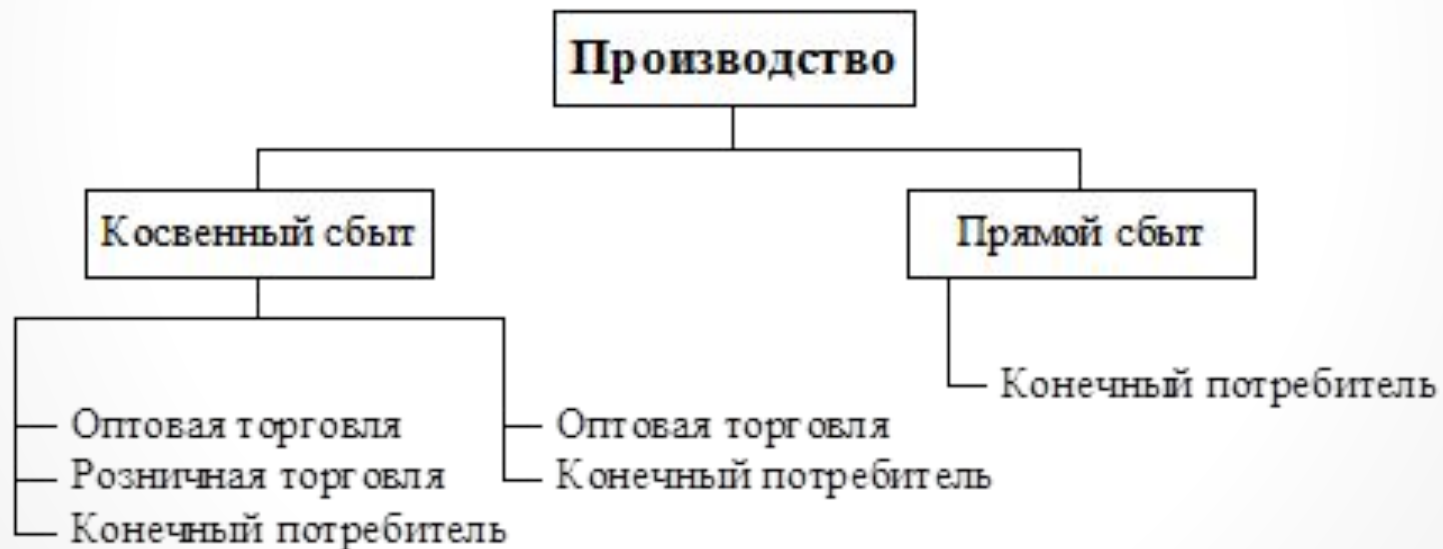 Производство
Косвенный сбыт
Прямой сбыт
Оптовая торговля
Розничная торговля
Конечный потребитель
Оптовая торговля
Конечный потребитель
Конечный потребитель